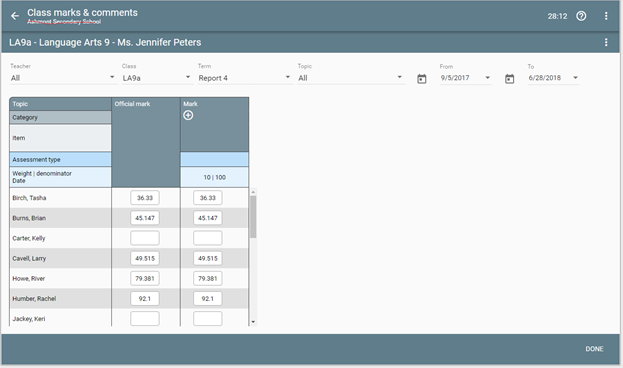 Class marks & comments
Ashmont Secondary School
28:12
LA9a - Language Arts 9 - Ms. Jennifer Peters
Teacher Class Term Topic From To
All LA9a Report 4 All 9/5/2017 6/28/2018
Topic Official mark Mark
Category
Item
Assessment type
Weight | denominator
Date
10 | 100
Birch, Tasha 36.33 36.33
Burns, Brian 45.147 45.147
Carter, Kelly
Cavell, Larry 49.515 49.515
Howe, River 79.381 79.381
Humber, Rachel 92.1 92.1
Jackey, Keri
DONE